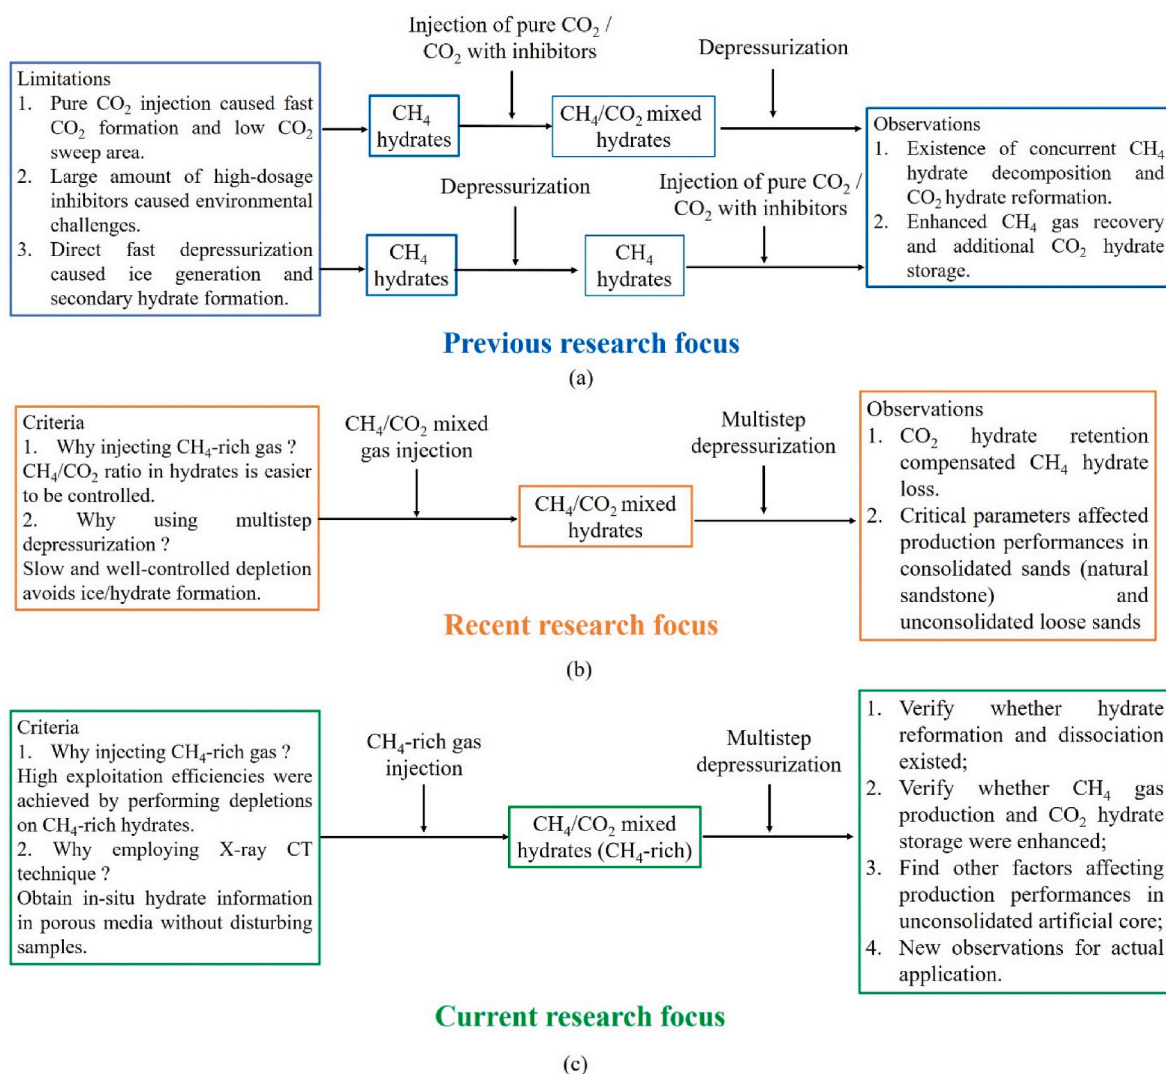 Injection of pure CO₂ /
CO₂ with inhibitors
Depressurization
Limitations
1. Pure CO₂ injection caused fast
CO₂ formation and low CO₂
sweep area.
2. Large amount of high-dosage
inhibitors caused environmental
challenges.
3. Direct fast depressurization
caused ice generation and
secondary hydrate formation.
CH₄
hydrates
CH₄/CO₂ mixed
hydrates
Depressurization
Injection of pure CO₂ /
CO₂ with inhibitors
CH₄
hydrates
CH₄
hydrates
Observations
1. Existence of concurrent CH₄
hydrate decomposition and
CO₂ hydrate reformation.
2. Enhanced CH₄ gas recovery
and additional CO₂ hydrate
storage.
Previous research focus
(a)
Criteria
1. Why injecting CH₄-rich gas ?
CH₄/CO₂ ratio in hydrates is easier
to be controlled.
2. Why using multistep
depressurization ?
Slow and well-controlled depletion
avoids ice/hydrate formation.
CH₄/CO₂ mixed
gas injection
CH₄/CO₂ mixed
hydrates
Multistep
depressurization
Observations
1. CO₂ hydrate retention
compensated CH₄ hydrate
loss.
2. Critical parameters affected
production performances in
consolidated sands (natural
sandstone) and
unconsolidated loose sands
Recent research focus
(b)
Criteria
1. Why injecting CH₄-rich gas ?
High exploitation efficiencies were
achieved by performing depletions
on CH₄-rich hydrates.
2. Why employing X-ray CT
technique ?
Obtain in-situ hydrate information
in porous media without disturbing
samples.
CH₄-rich gas
injection
CH₄/CO₂ mixed
hydrates (CH₄-rich)
Multistep
depressurization
1. Verify whether hydrate
reformation and dissociation
existed;
2. Verify whether CH₄ gas
production and CO₂ hydrate
storage were enhanced;
3. Find other factors affecting
production performances in
unconsolidated artificial core;
4. New observations for actual
application.
Current research focus
(c)